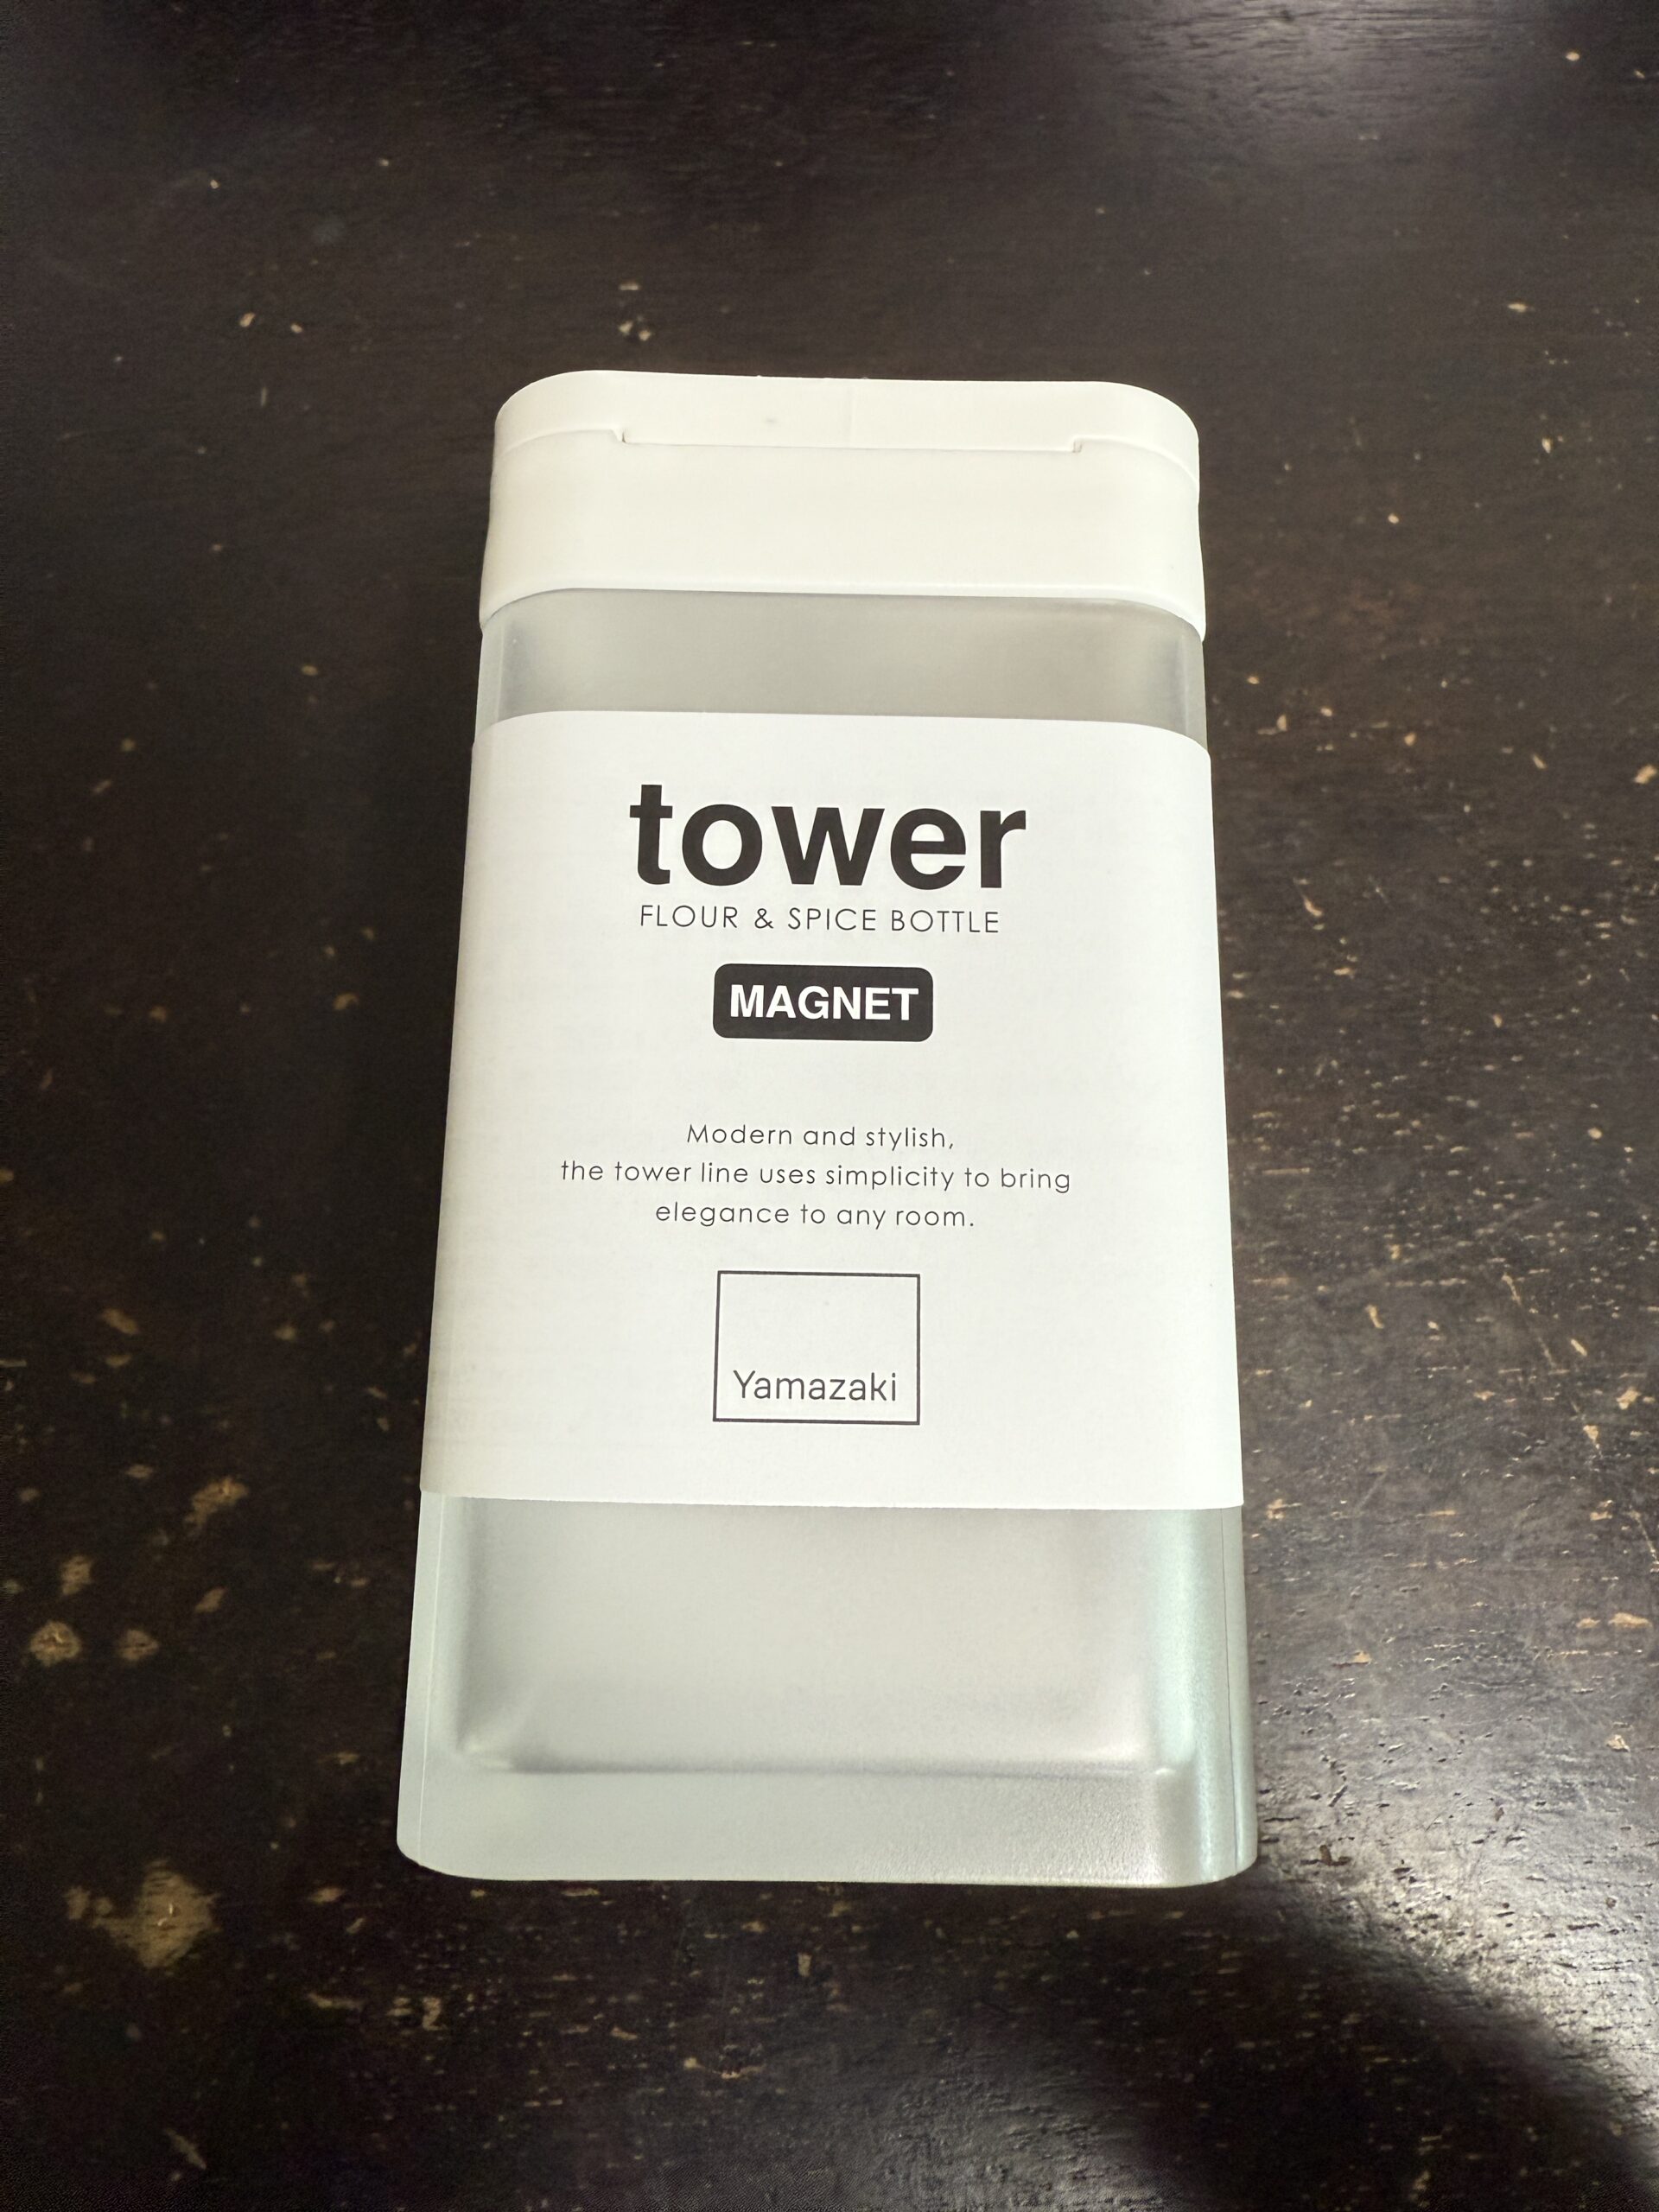 tower
FLOUR & SPICE BOTTLE
MAGNET
Modern and stylish,
the tower line uses simplicity to bring
elegance to any room.
Yamazaki